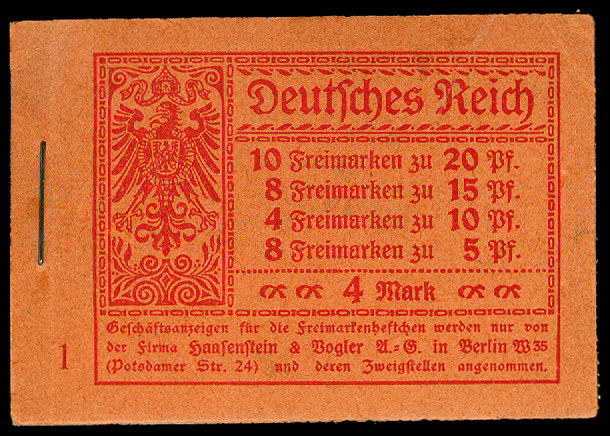 Deutsches Reich
10 Freimarken zu 20 Pf.
8 Freimarken zu 15 Pf.
4 Freimarken zu 10 Pf.
8 Freimarken zu 5 Pf.
4 Mark
Geschäftsanzeigen für die Freimarkenheftchen werden nur von
der Firma Haasenstein & Vogler A.=G. in Berlin W 35
(Potsdamer Str. 24) und deren Zweigstellen angenommen.
1